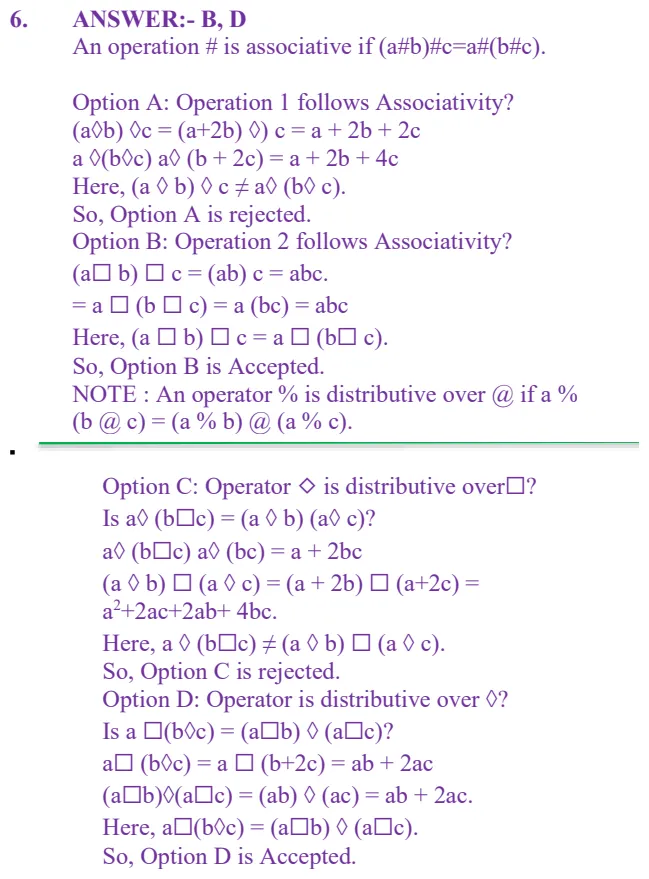 6. ANSWER:- B, D
An operation # is associative if (a#b)#c=a#(b#c).
Option A: Operation 1 follows Associativity?
(a◊b) ◊c = (a+2b) ◊) c = a + 2b + 2c
a ◊(b◊c) a◊ (b + 2c) = a + 2b + 4c
Here, (a ◊ b) ◊ c ≠ a◊ (b◊ c).
So, Option A is rejected.
Option B: Operation 2 follows Associativity?
(a□ b) □ c = (ab) c = abc.
= a □ (b □ c) = a (bc) = abc
Here, (a □ b) □ c = a □ (b□ c).
So, Option B is Accepted.
NOTE : An operator % is distributive over @ if a %
(b @ c) = (a % b) @ (a % c).
Option C: Operator ◇ is distributive over□?
Is a◊ (b□c) = (a ◊ b) (a◊ c)?
a◊ (b□c) a◊ (bc) = a + 2bc
(a ◊ b) □ (a ◊ c) = (a + 2b) □ (a+2c) =
a²+2ac+2ab+ 4bc.
Here, a ◊ (b□c) ≠ (a ◊ b) □ (a ◊ c).
So, Option C is rejected.
Option D: Operator is distributive over ◊?
Is a □(b◊c) = (a□b) ◊ (a□c)?
a□ (b◊c) = a □ (b+2c) = ab + 2ac
(a□b)◊(a□c) = (ab) ◊ (ac) = ab + 2ac.
Here, a□(b◊c) = (a□b) ◊ (a□c).
So, Option D is Accepted.